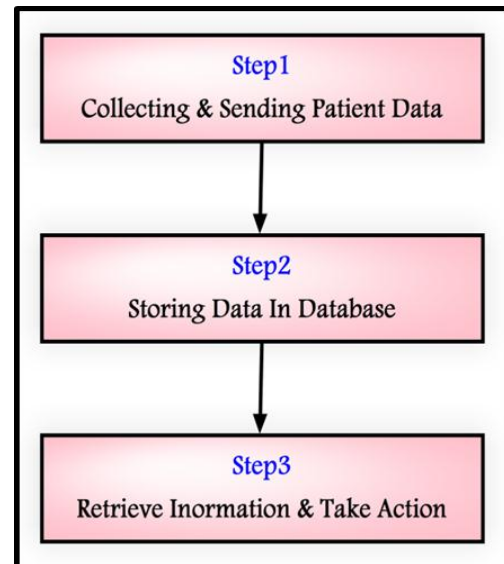 Step1
Collecting & Sending Patient Data
Step2
Storing Data In Database
Step3
Retrieve Inormation & Take Action